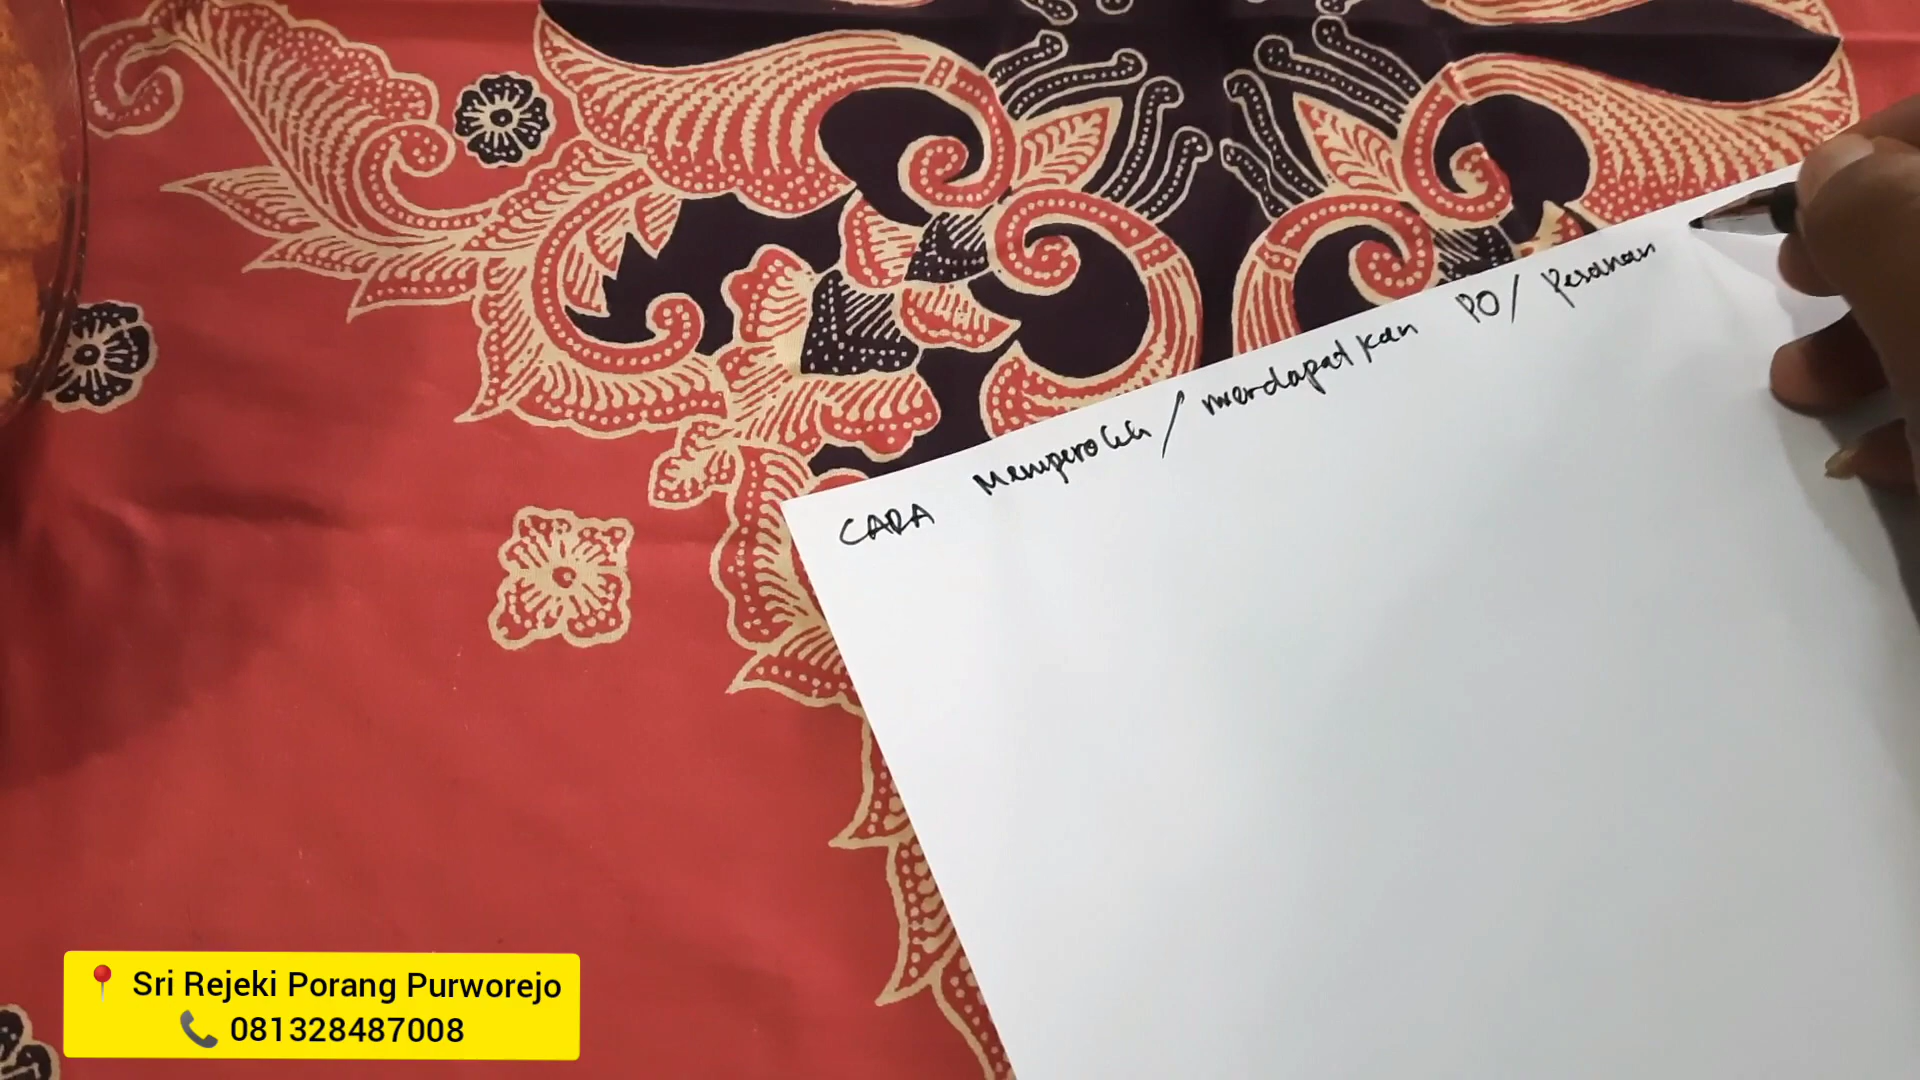 CARA Memperoleh / mendapatkan PO / Pesanan
Sri Rejeki Porang Purworejo
081328487008